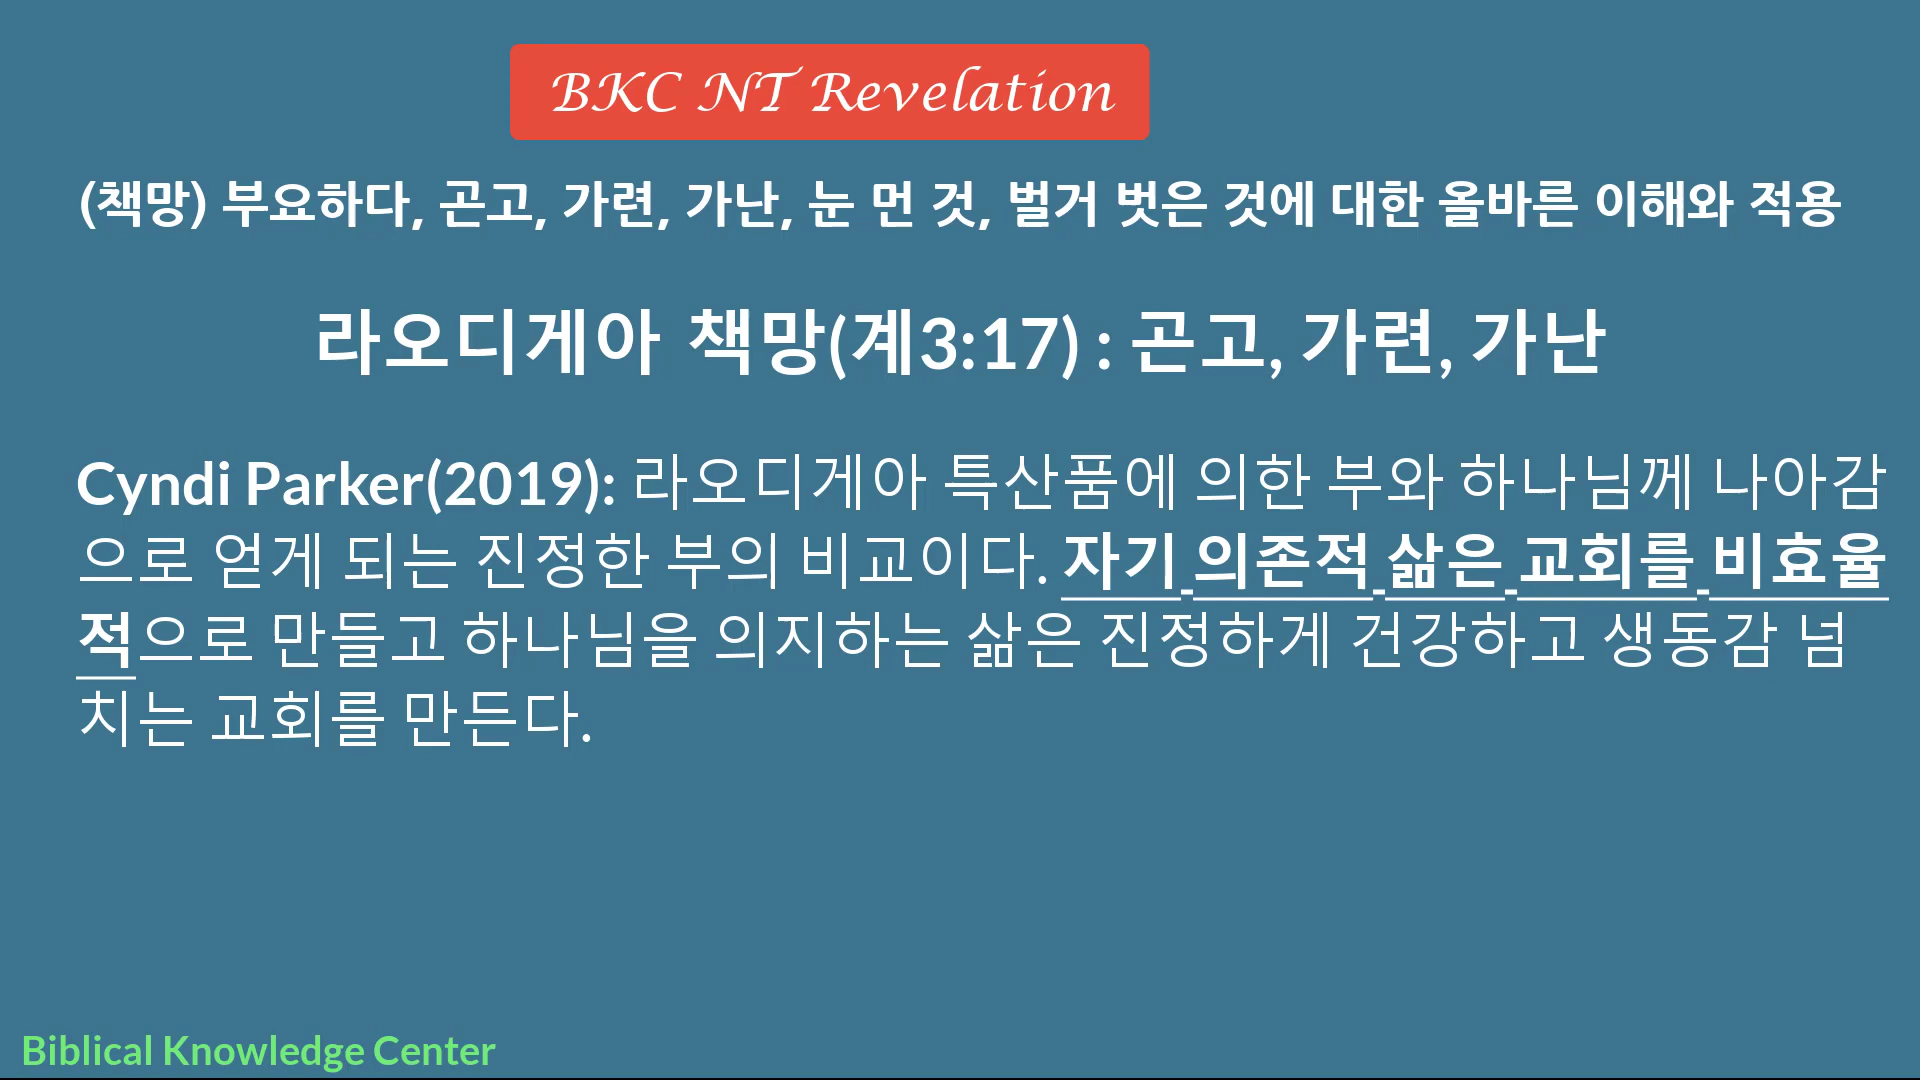 BKC NT Revelation
(책망) 부요하다, 곤고, 가련, 가난, 눈 먼 것, 벌거 벗은 것에 대한 올바른 이해와 적용
라오디게아 책망(계3:17) : 곤고, 가련, 가난
Cyndi Parker(2019): 라오디게아 특산품에 의한 부와 하나님께 나아감
으로 얻게 되는 진정한 부의 비교이다. 자기 의존적 삶은 교회를 비효율
적으로 만들고 하나님을 의지하는 삶은 진정하게 건강하고 생동감 넘
치는 교회를 만든다.
Biblical Knowledge Center